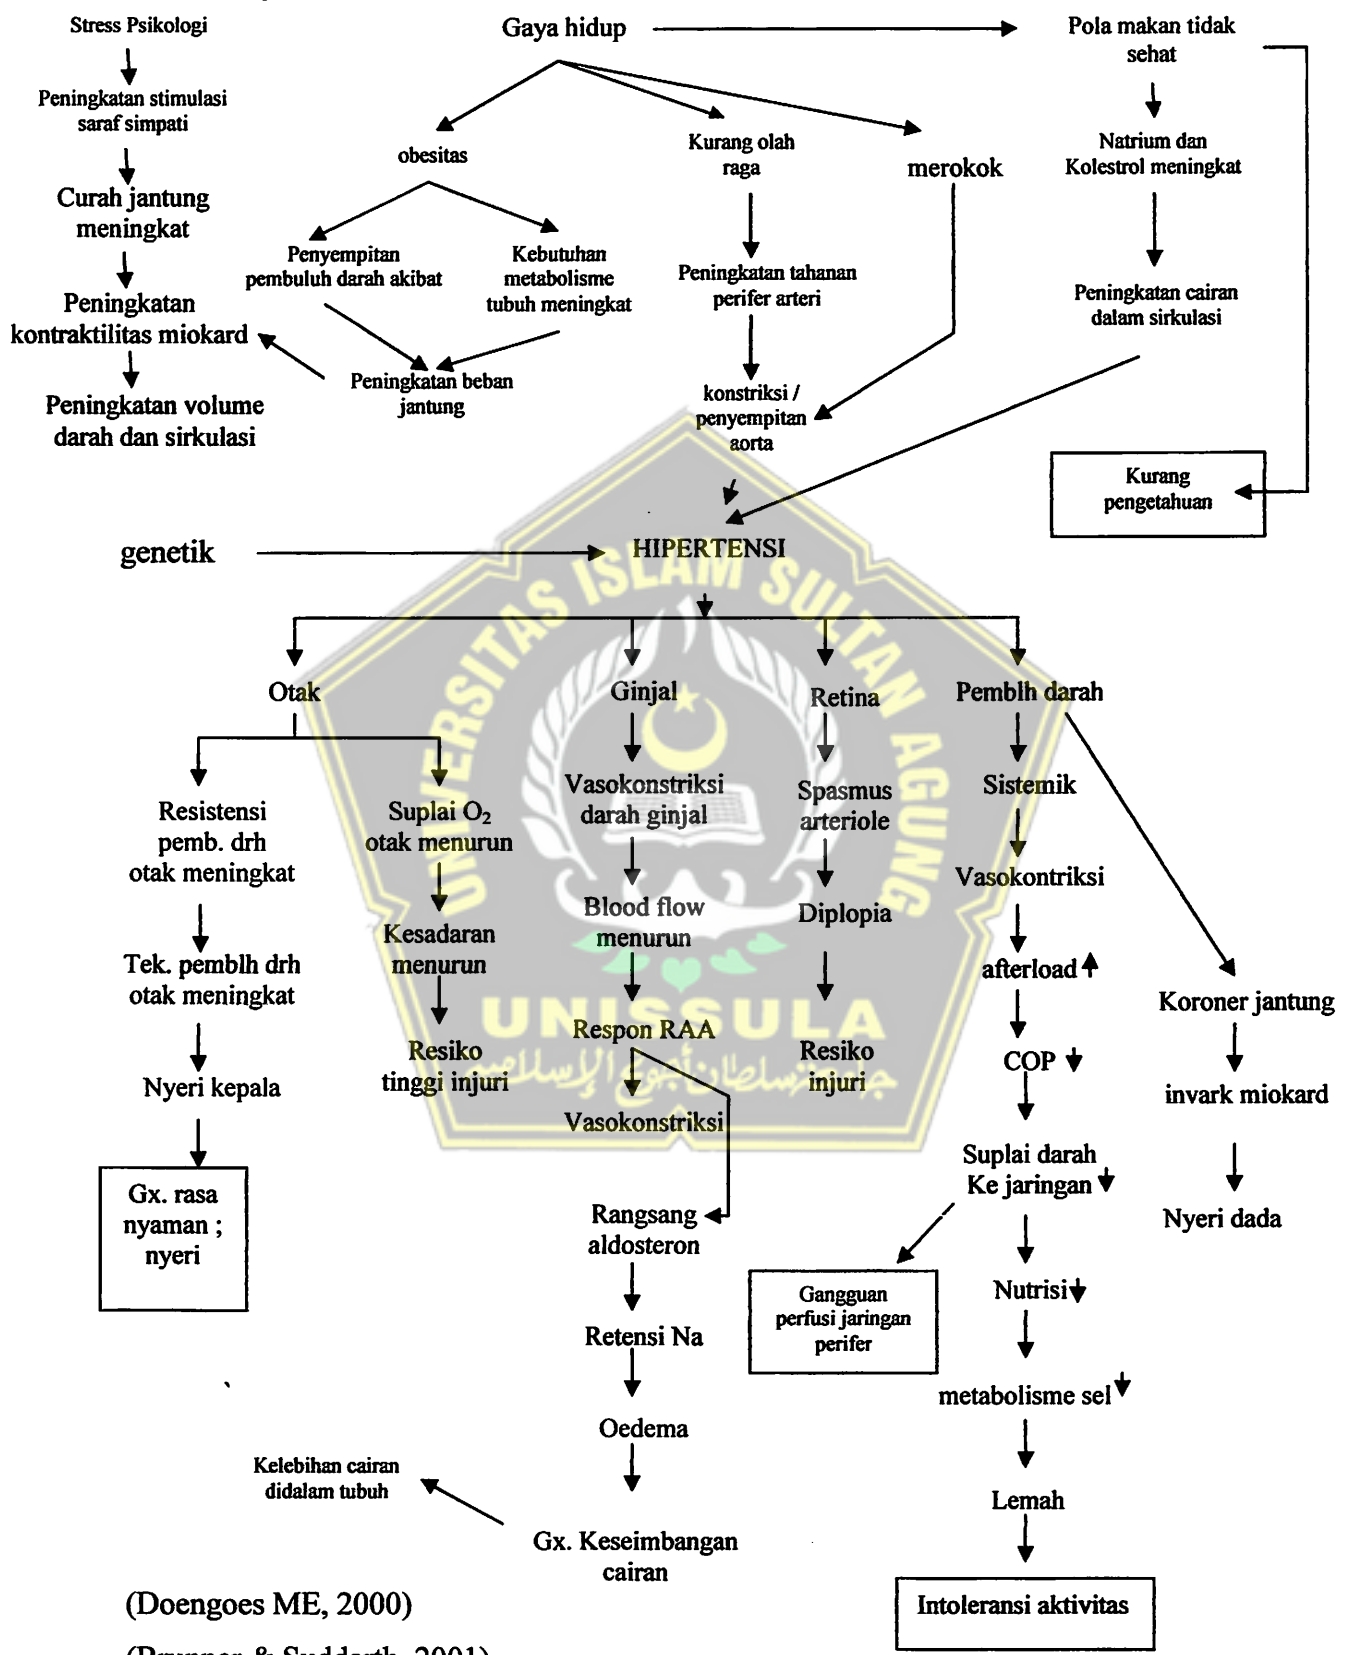 Stress Psikologi
Gaya hidup
Pola makan tidak
sehat
Peningkatan stimulasi
saraf simpati
obesitas
Kurang olah
raga
merokok
Natrium dan
Kolestrol meningkat
Curah jantung
meningkat
Penyempitan
pembuluh darah akibat
Kebutuhan
metabolisme
tubuh meningkat
Peningkatan tahanan
perifer arteri
Peningkatan cairan
dalam sirkulasi
Peningkatan
kontraktilitas miokard
Peningkatan beban
jantung
konstriksi /
penyempitan
aorta
Peningkatan volume
darah dan sirkulasi
Kurang
pengetahuan
genetik
HIPERTENSI
UNIVERSITAS ISLAM SULTAN AGUNG
Otak
Ginjal
Retina
Pemblh darah
Resistensi
pemb. drh
otak meningkat
Suplai O₂
otak menurun
Vasokonstriksi
darah ginjal
Spasmus
arteriole
Sistemik
Vasokontriksi
Kesadaran
menurun
Blood flow
menurun
Diplopia
Tek. pemblh drh
otak meningkat
afterload
Koroner jantung
UNISSULA
Respon RAA
Resiko
tinggi injuri
Resiko
injuri
COP
جامعة سلطان أجونج الإسلامية
Nyeri kepala
Vasokonstriksi
invark miokard
Suplai darah
Ke jaringan
Gx. rasa
nyaman ;
nyeri
Rangsang
aldosteron
Nyeri dada
Gangguan
perfusi jaringan
perifer
Nutrisi
Retensi Na
metabolisme sel
Oedema
Kelebihan cairan
didalam tubuh
Lemah
Gx. Keseimbangan
cairan
Intoleransi aktivitas
(Doengoes ME, 2000)
(Brunner & Suddarth, 2001)